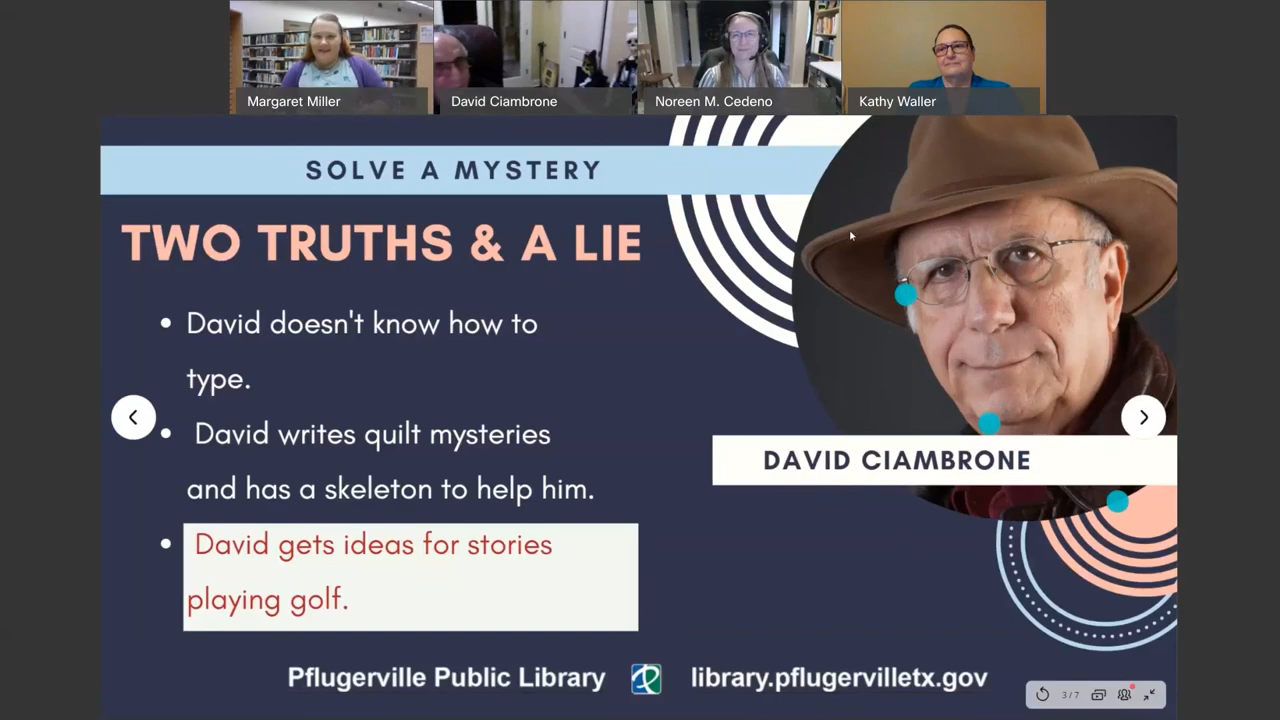 Margaret Miller
David Ciambrone
Noreen M. Cedeno
Kathy Waller
SOLVE A MYSTERY
TWO TRUTHS & A LIE
• David doesn't know how to
type.
• David writes quilt mysteries
and has a skeleton to help him.
• David gets ideas for stories
playing golf.
DAVID CIAMBRONE
Pflugerville Public Library
library.pflugervilletx.gov
3/7